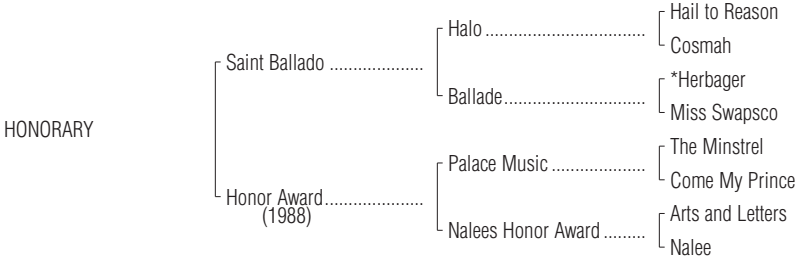 Hail to Reason
Halo ................................
Cosmah
Saint Ballado ....................
*Herbager
Ballade..............................
Miss Swapsco
HONORARY
The Minstrel
Palace Music ....................
Come My Prince
Honor Award.....................
(1988)
Arts and Letters
Nalees Honor Award .........
Nalee